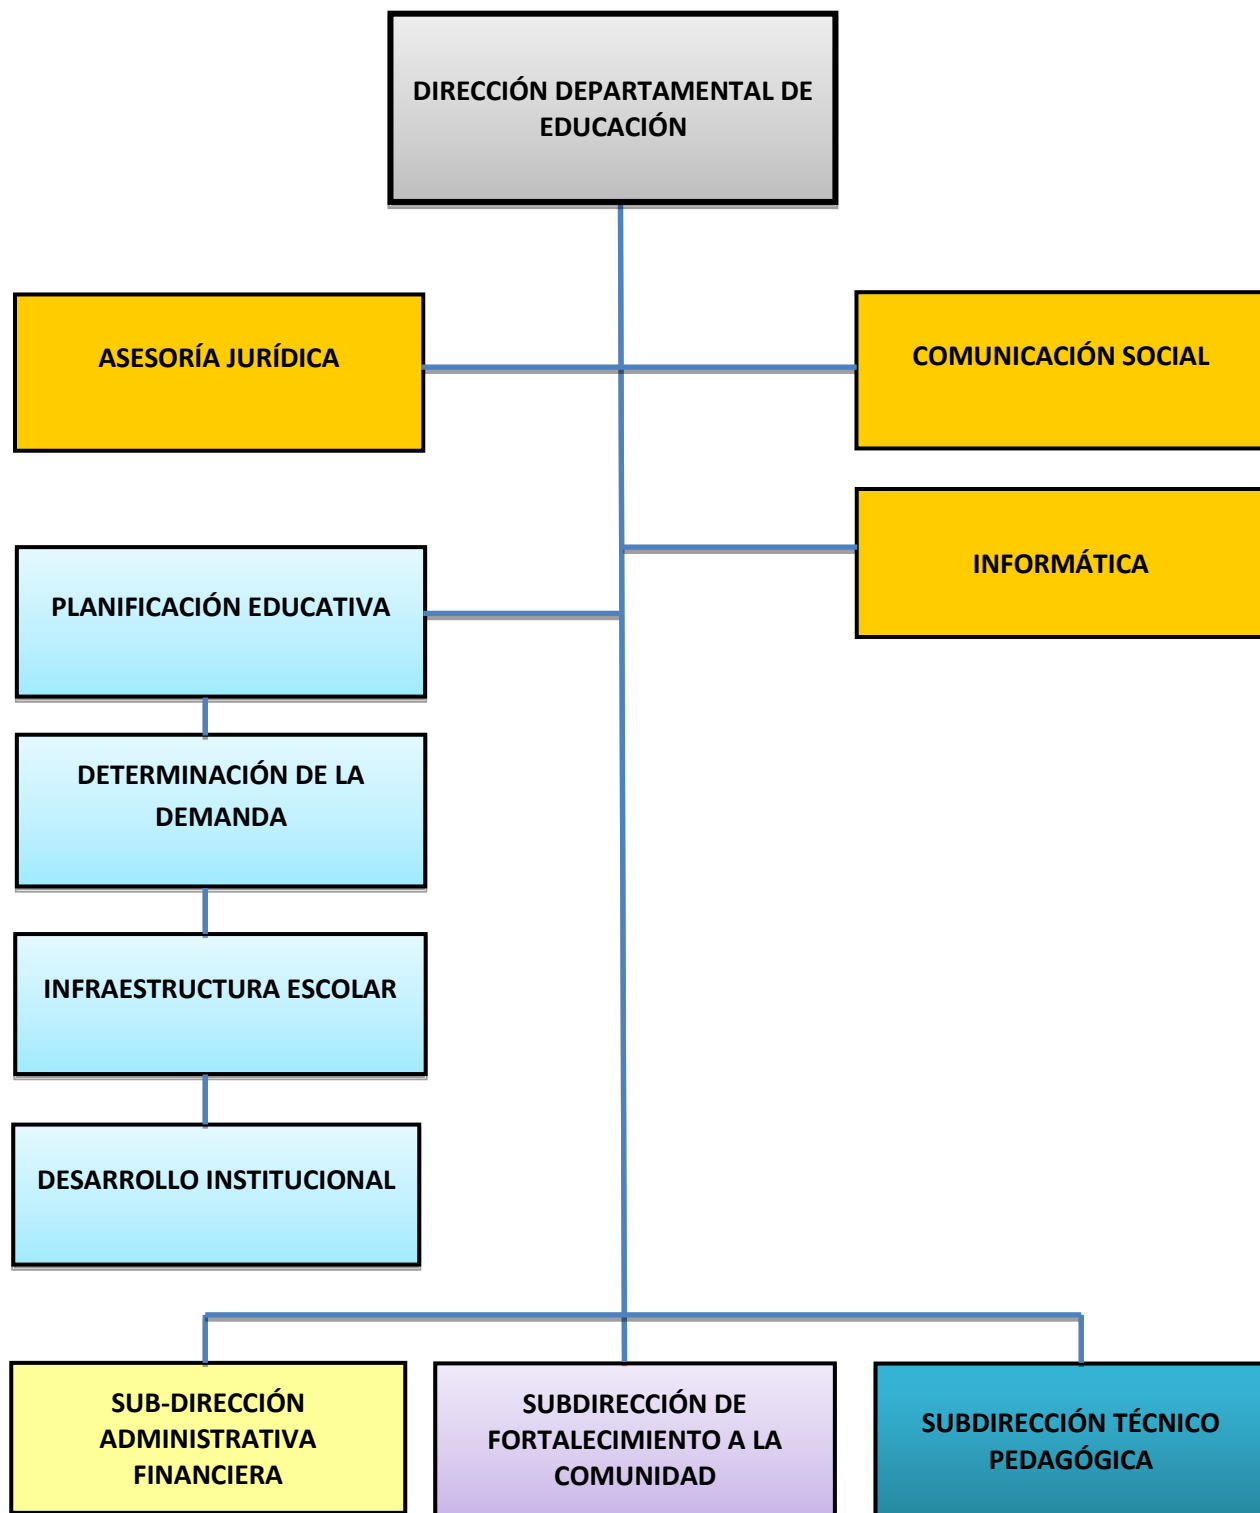 DIRECCIÓN DEPARTAMENTAL DE
EDUCACIÓN
ASESORÍA JURÍDICA
COMUNICACIÓN SOCIAL
INFORMÁTICA
PLANIFICACIÓN EDUCATIVA
DETERMINACIÓN DE LA
DEMANDA
INFRAESTRUCTURA ESCOLAR
DESARROLLO INSTITUCIONAL
SUB-DIRECCIÓN
ADMINISTRATIVA
FINANCIERA
SUBDIRECCIÓN DE
FORTALECIMIENTO A LA
COMUNIDAD
SUBDIRECCIÓN TÉCNICO
PEDAGÓGICA